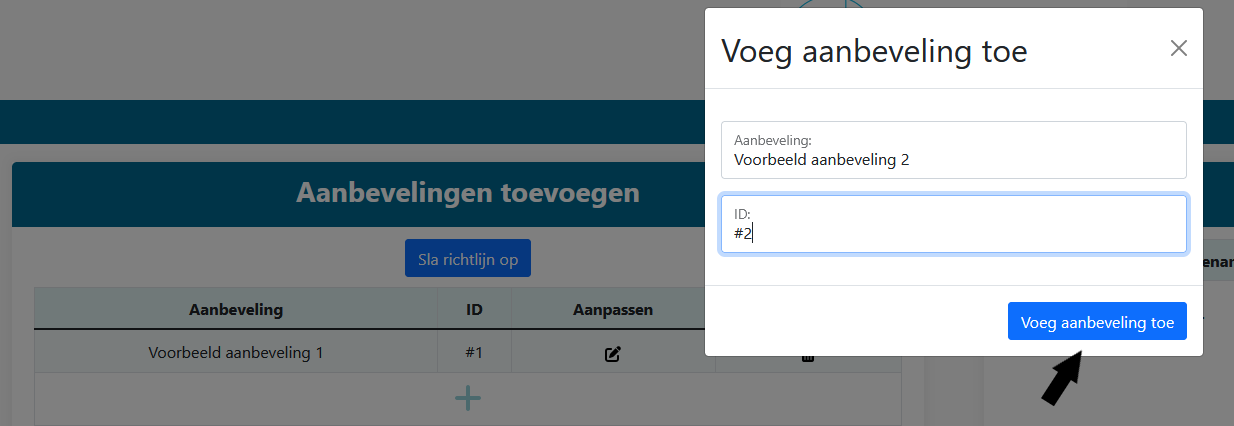 Voeg aanbeveling toe
Aanbeveling:
Voorbeeld aanbeveling 2
ID:
#2
Voeg aanbeveling toe
Aanbevelingen toevoegen
Sla richtlijn op
Aanbeveling ID Aanpassen
Voorbeeld aanbeveling 1 #1